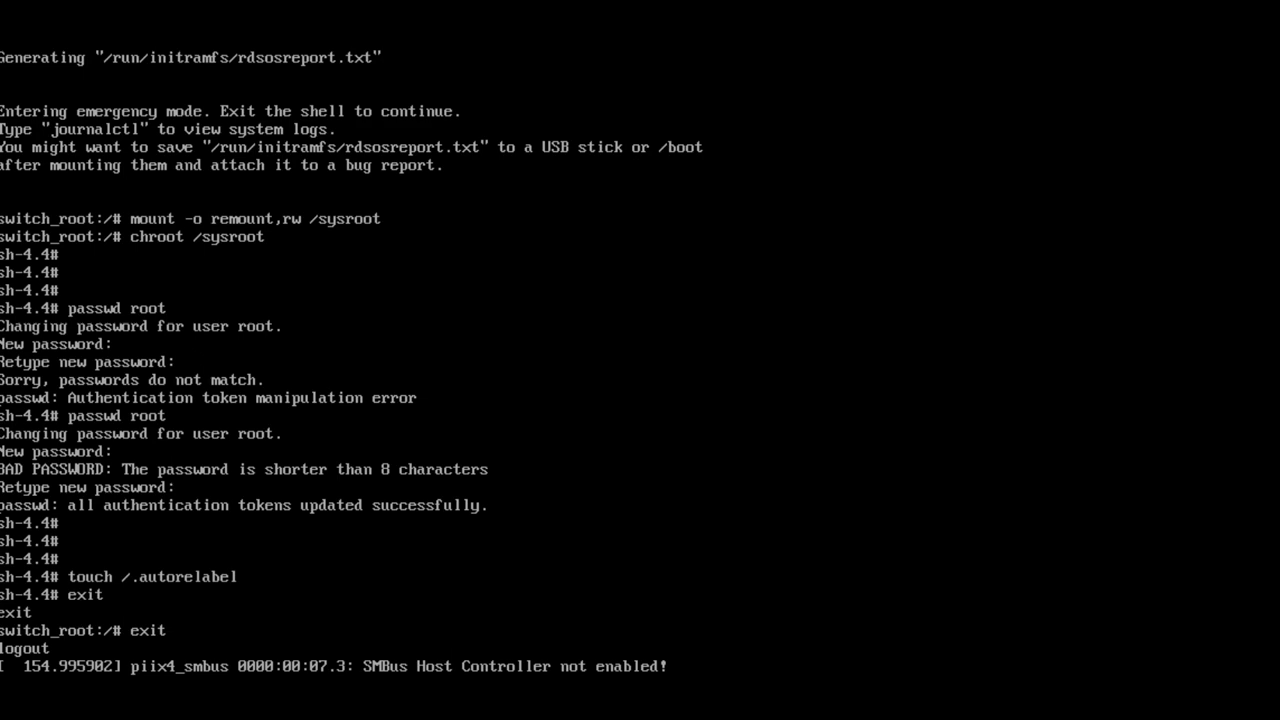 Generating "/run/initramfs/rdsosreport.txt"
Entering emergency mode. Exit the shell to continue.
Type "journalctl" to view system logs.
You might want to save "/run/initramfs/rdsosreport.txt" to a USB stick or /boot
after mounting them and attach it to a bug report.
switch_root:/# mount -o remount,rw /sysroot
switch_root:/# chroot /sysroot
sh-4.4#
sh-4.4#
sh-4.4#
sh-4.4# passwd root
Changing password for user root.
New password:
Retype new password:
Sorry, passwords do not match.
passwd: Authentication token manipulation error
sh-4.4# passwd root
Changing password for user root.
New password:
BAD PASSWORD: The password is shorter than 8 characters
Retype new password:
passwd: all authentication tokens updated successfully.
sh-4.4#
sh-4.4#
sh-4.4#
sh-4.4# touch /.autorelabel
sh-4.4# exit
exit
switch_root:/# exit
logout
[  154.995902] piix4_smbus 0000:00:07.3: SMBus Host Controller not enabled!